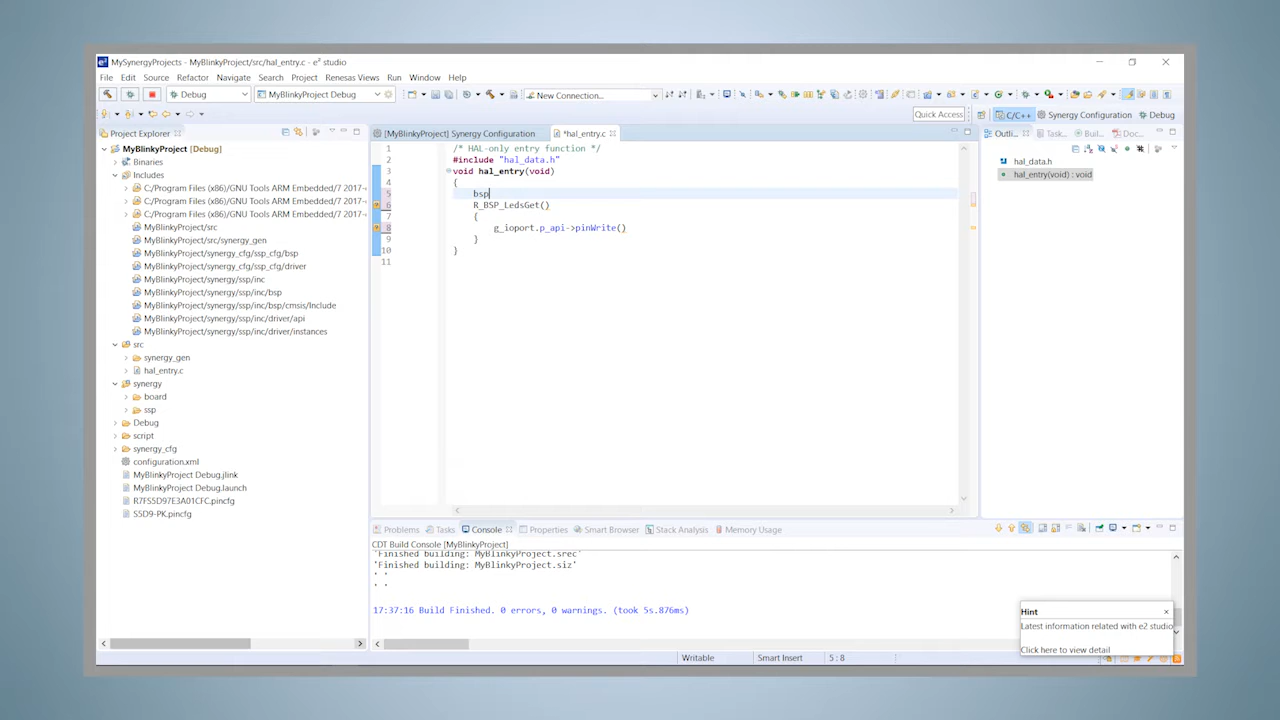 MySynergyProjects - MyBlinkyProject/src/hal_entry.c - e² studio
File Edit Source Refactor Navigate Search Project Renesas Views Run Window Help
Debug MyBlinkyProject Debug New Connection...
Quick Access C/C++ Synergy Configuration Debug
Project Explorer
MyBlinkyProject [Debug]
Binaries
Includes
C:/Program Files (x86)/GNU Tools ARM Embedded/7 2017-
C:/Program Files (x86)/GNU Tools ARM Embedded/7 2017-
C:/Program Files (x86)/GNU Tools ARM Embedded/7 2017-
MyBlinkyProject/src
MyBlinkyProject/src/synergy_gen
MyBlinkyProject/synergy_cfg/ssp_cfg/bsp
MyBlinkyProject/synergy_cfg/ssp_cfg/driver
MyBlinkyProject/synergy/ssp/inc
MyBlinkyProject/synergy/ssp/inc/bsp
MyBlinkyProject/synergy/ssp/inc/bsp/cmsis/Include
MyBlinkyProject/synergy/ssp/inc/driver/api
MyBlinkyProject/synergy/ssp/inc/driver/instances
src
synergy_gen
hal_entry.c
synergy
board
ssp
Debug
script
synergy_cfg
configuration.xml
MyBlinkyProject Debug.jlink
MyBlinkyProject Debug.launch
R7FS5D97E3A01CFC.pincfg
S5D9-PK.pincfg
[MyBlinkyProject] Synergy Configuration *hal_entry.c
1 /* HAL-only entry function */
2 #include "hal_data.h"
3 void hal_entry(void)
4 {
5 bsp
6 R_BSP_LedsGet()
7 {
8 g_ioport.p_api->pinWrite()
9 }
10 }
11
Outli... Task... Buil... Doc...
hal_data.h
hal_entry(void) : void
Problems Tasks Console Properties Smart Browser Stack Analysis Memory Usage
CDT Build Console [MyBlinkyProject]
'Finished building: MyBlinkyProject.srec'
'Finished building: MyBlinkyProject.siz'
' '
' '
17:37:16 Build Finished. 0 errors, 0 warnings. (took 5s.876ms)
Hint
Latest information related with e2 studio
Click here to view detail
Writable Smart Insert 5 : 8